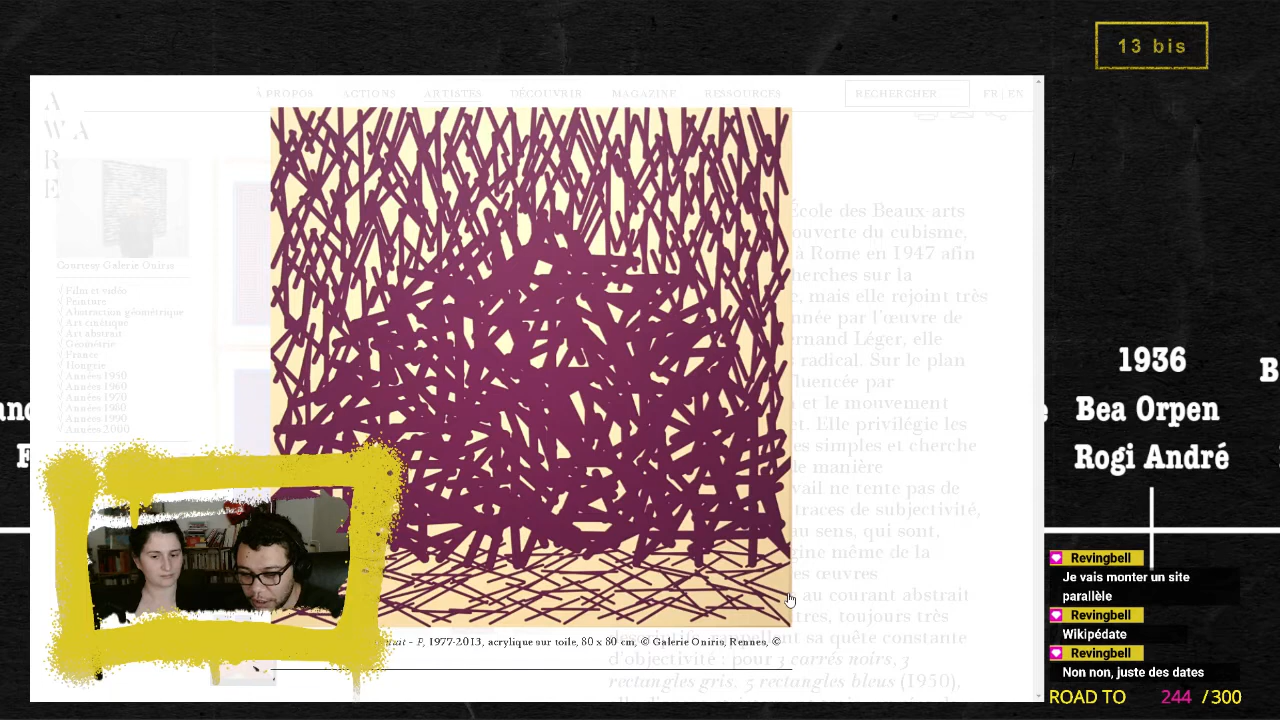 13 bis
A
W A
R
E
À PROPOS
ACTIONS
ARTISTES
DÉCOUVRIR
MAGAZINE
RESSOURCES
RECHERCHER
FR | EN
Courtesy Galerie Oniris
√ Film et vidéo
√ Peinture
√ Abstraction géométrique
√ Art cinétique
√ Art abstrait
√ Géométrie
√ France
√ Hongrie
√ Années 1950
√ Années 1960
√ Années 1970
√ Années 1980
√ Années 1990
√ Années 2000
École des Beaux-arts
ouverte du cubisme,
à Rome en 1947 afin
herches sur la
e, mais elle rejoint très
nnée par l'œuvre de
ernand Léger, elle
radical. Sur le plan
fluencée par
et le mouvement
et. Elle privilégie les
es simples et cherche
de manière
vail ne tente pas de
traces de subjectivité,
au sens, qui sont,
gine même de la
es œuvres
au courant abstrait
tres, toujours très
nt sa quête constante
d'objectivité : pour 3 carrés noirs, 3
rectangles gris, 5 rectangles bleus (1950),
- F, 1977-2013, acrylique sur toile, 80 x 80 cm, © Galerie Oniris, Rennes, ©
1936
Bea Orpen
Rogi André
B
Revingbell
Je vais monter un site
parallèle
Revingbell
Wikipédate
Revingbell
Non non, juste des dates
ROAD TO 244 / 300